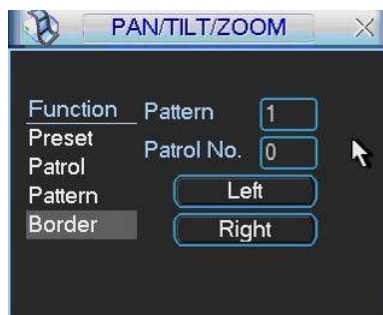 PAN/TILT/ZOOM
Function
Preset
Patrol
Pattern
Border
Pattern 1
Patrol No. 0
Left
Right